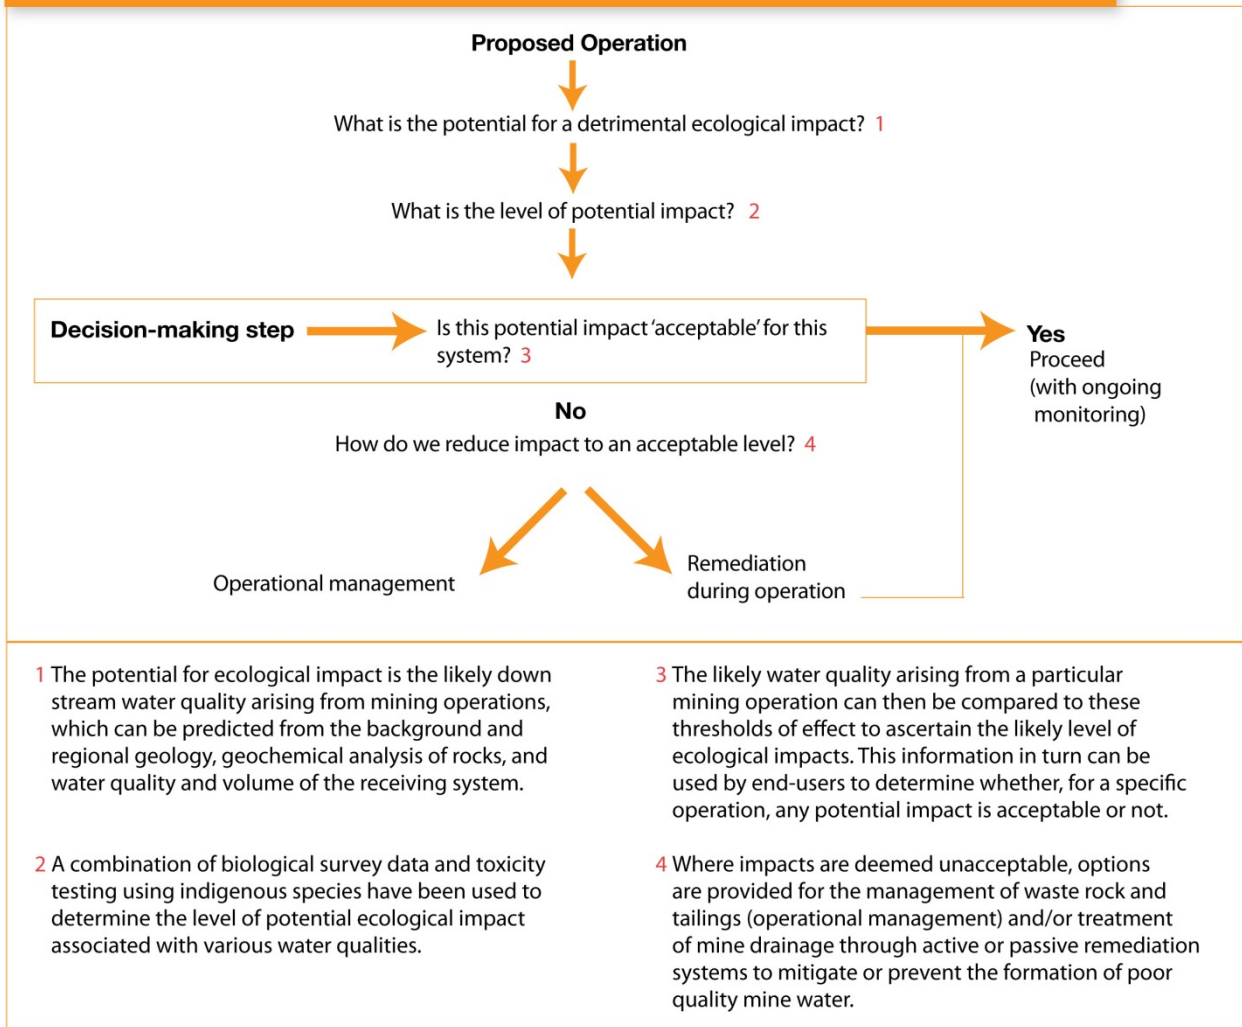 Proposed Operation
What is the potential for a detrimental ecological impact? 1
What is the level of potential impact? 2
Decision-making step
Is this potential impact ‘acceptable’ for this
system? 3
Yes
Proceed
(with ongoing
monitoring)
No
How do we reduce impact to an acceptable level? 4
Operational management
Remediation
during operation
1 The potential for ecological impact is the likely down
stream water quality arising from mining operations,
which can be predicted from the background and
regional geology, geochemical analysis of rocks, and
water quality and volume of the receiving system.
2 A combination of biological survey data and toxicity
testing using indigenous species have been used to
determine the level of potential ecological impact
associated with various water qualities.
3 The likely water quality arising from a particular
mining operation can then be compared to these
thresholds of effect to ascertain the likely level of
ecological impacts. This information in turn can be
used by end-users to determine whether, for a specific
operation, any potential impact is acceptable or not.
4 Where impacts are deemed unacceptable, options
are provided for the management of waste rock and
tailings (operational management) and/or treatment
of mine drainage through active or passive remediation
systems to mitigate or prevent the formation of poor
quality mine water.